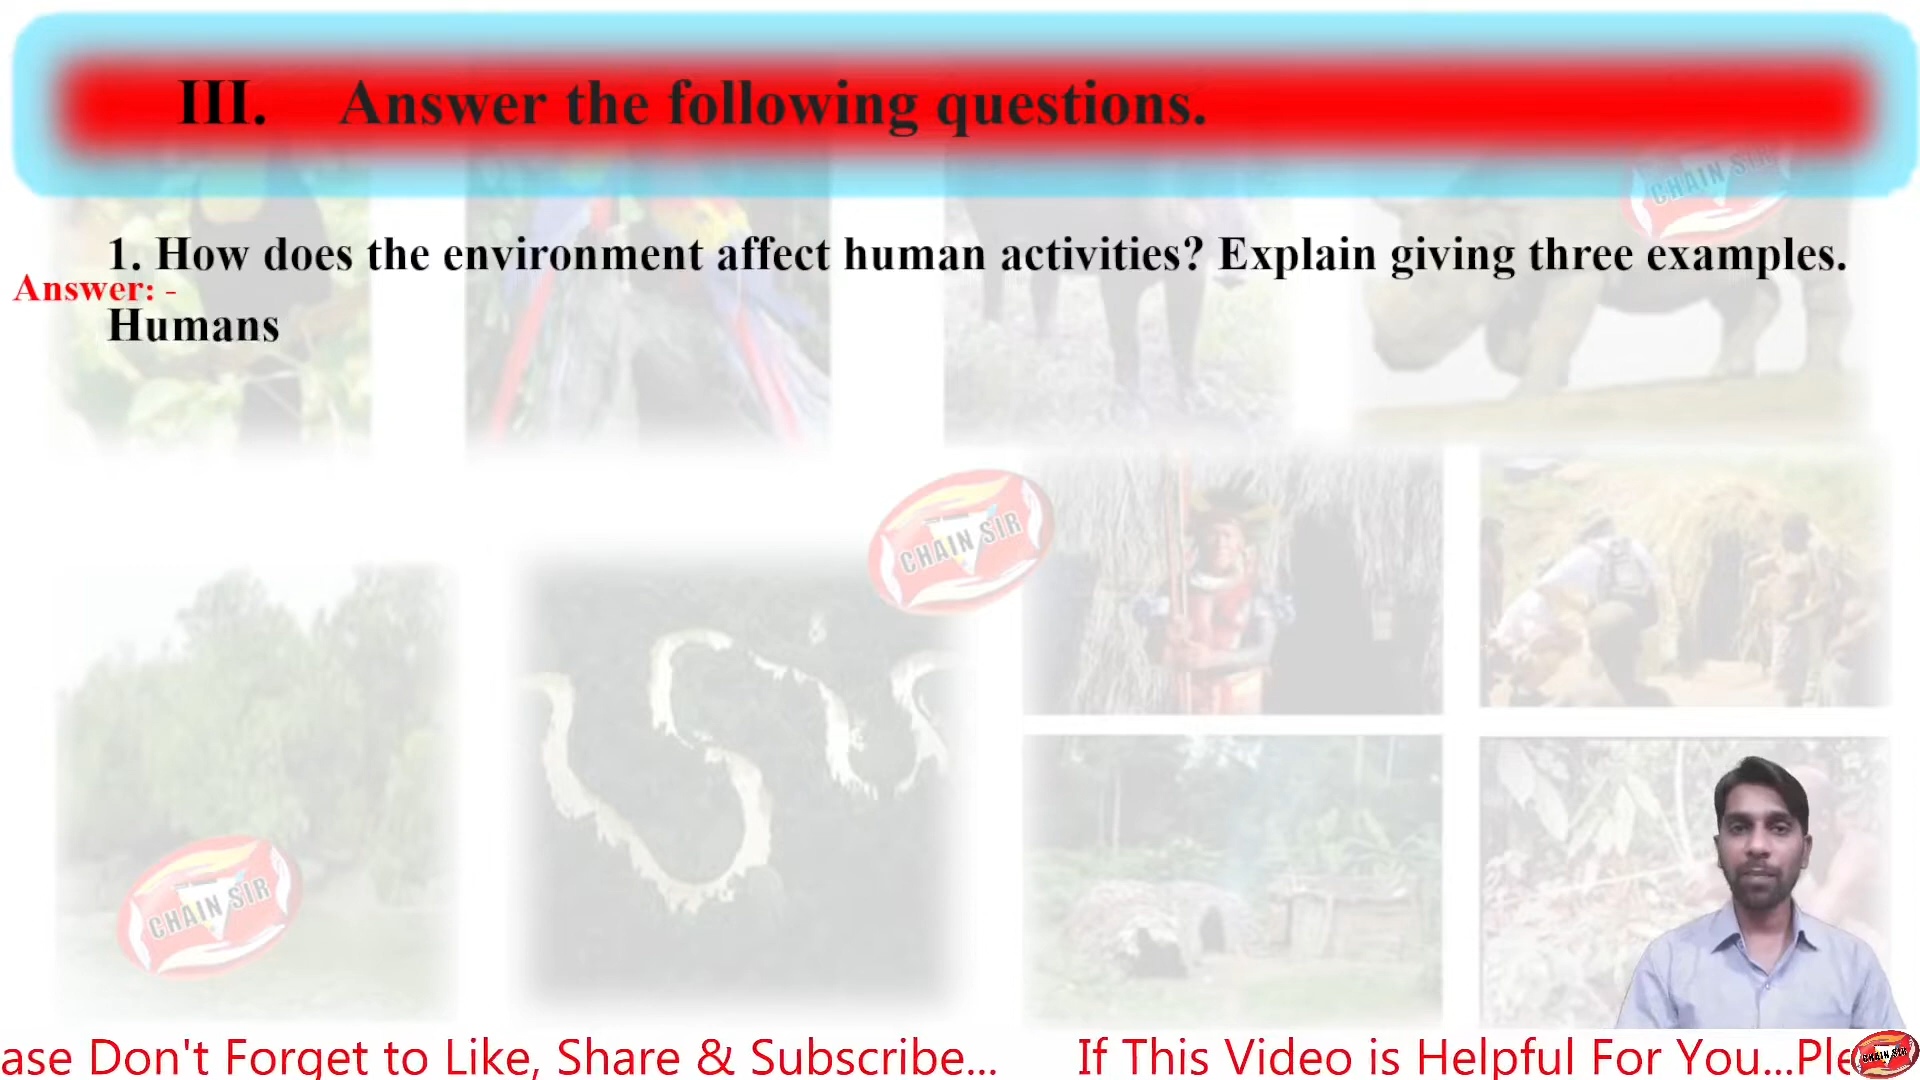 III. Answer the following questions.
CHAIN SIR
1. How does the environment affect human activities? Explain giving three examples.
Answer: -
Humans
CHAIN SIR
CHAIN SIR
ase Don't Forget to Like, Share & Subscribe... If This Video is Helpful For You...Ple
CHAIN SIR